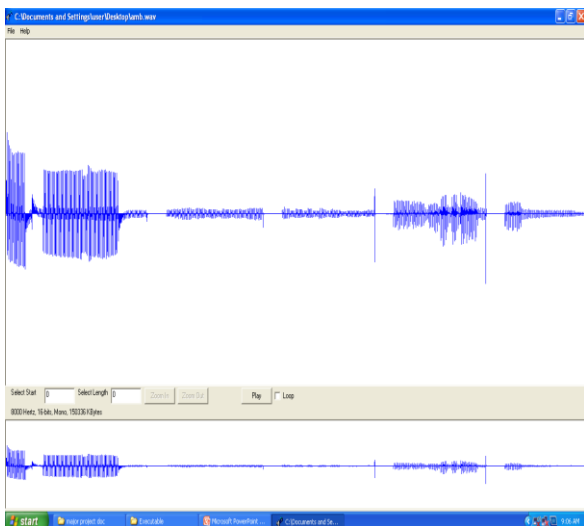 C:\Documents and Settings\user\Desktop\amb.wav
File Help
Select Start 0 Select Length 0 Zoom In Zoom Out Play Loop
8000 Hertz, 16-bits, Mono, 150336 KBytes
start major project doc Executable Microsoft PowerPoint ... C:\Documents and Se... 9:06 AM